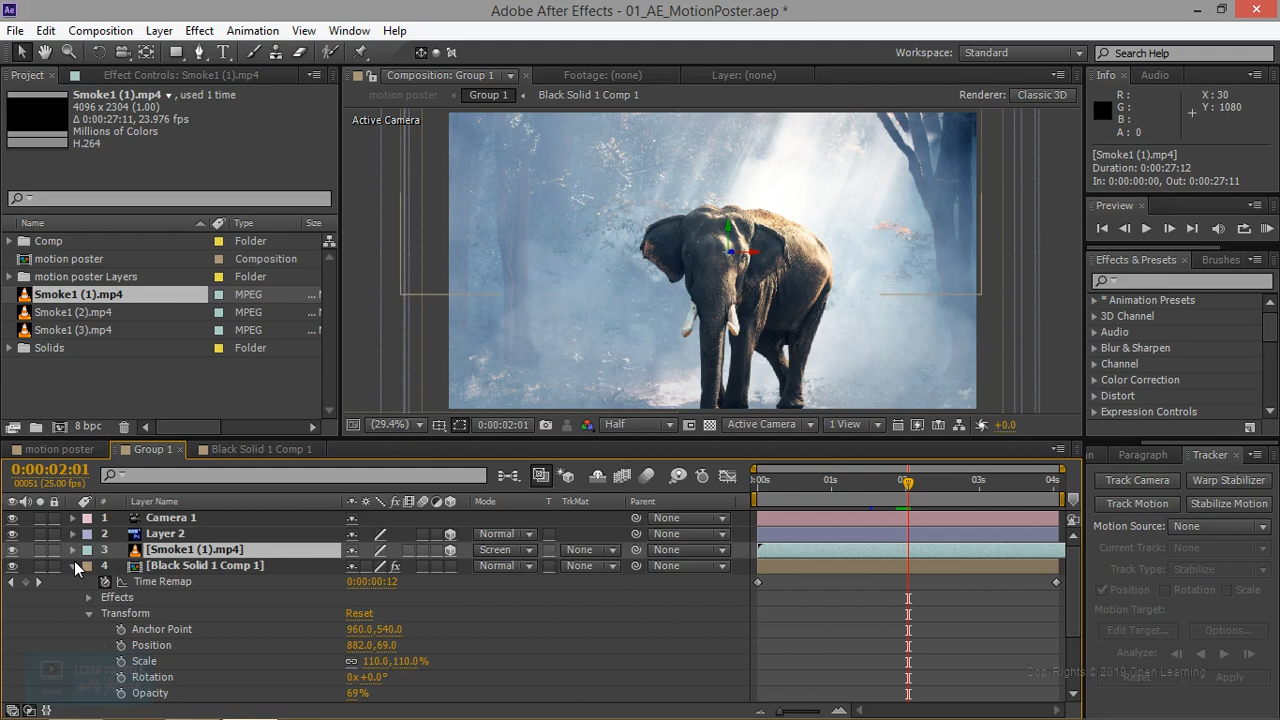 Ae Adobe After Effects - 01_AE_MotionPoster.aep *
File Edit Composition Layer Effect Animation View Window Help
Workspace: Standard Search Help
Project Effect Controls: Smoke1 (1).mp4 Composition: Group 1 Footage: (none) Layer: (none) Info Audio
Smoke1 (1).mp4 , used 1 time
4096 x 2304 (1.00)
Δ 0:00:27:11, 23.976 fps
Millions of Colors
H.264
motion poster Group 1 Black Solid 1 Comp 1 Renderer: Classic 3D
Active Camera
R : X : 30
G : Y : 1080
B :
A : 0
[Smoke1 (1).mp4]
Duration: 0:00:27:12
In: 0:00:00:00, Out: 0:00:27:11
Preview
Name Type Size
Comp Folder
motion poster Composition
motion poster Layers Folder
Smoke1 (1).mp4 MPEG ...
Smoke1 (2).mp4 MPEG ...
Smoke1 (3).mp4 MPEG ...
Solids Folder
Effects & Presets Brushes
* Animation Presets
3D Channel
Audio
Blur & Sharpen
Channel
Color Correction
Distort
Expression Controls
8 bpc
(29.4%) 0:00:02:01 Half Active Camera 1 View +0.0
motion poster Group 1 Black Solid 1 Comp 1
Paragraph Tracker
0:00:02:01
00051 (25.00 fps)
:00s 01s 03s 04s
# Layer Name Mode T TrkMat Parent
1 Camera 1 None
2 Layer 2 Normal None
3 [Smoke1 (1).mp4] Screen None None
4 [Black Solid 1 Comp 1] Normal None None
Time Remap 0:00:00:12
Effects
Transform Reset
Anchor Point 960.0,540.0
Position 882.0,69.0
Scale 110.0,110.0%
Rotation 0x+0.0°
Opacity 69%
Track Camera Warp Stabilizer
Track Motion Stabilize Motion
Motion Source: None
Current Track: None
Track Type: Stabilize
Position Rotation Scale
Motion Target:
Edit Target... Options...
Analyze:
Reset Apply
Cop Rights © 2019 Open Learning